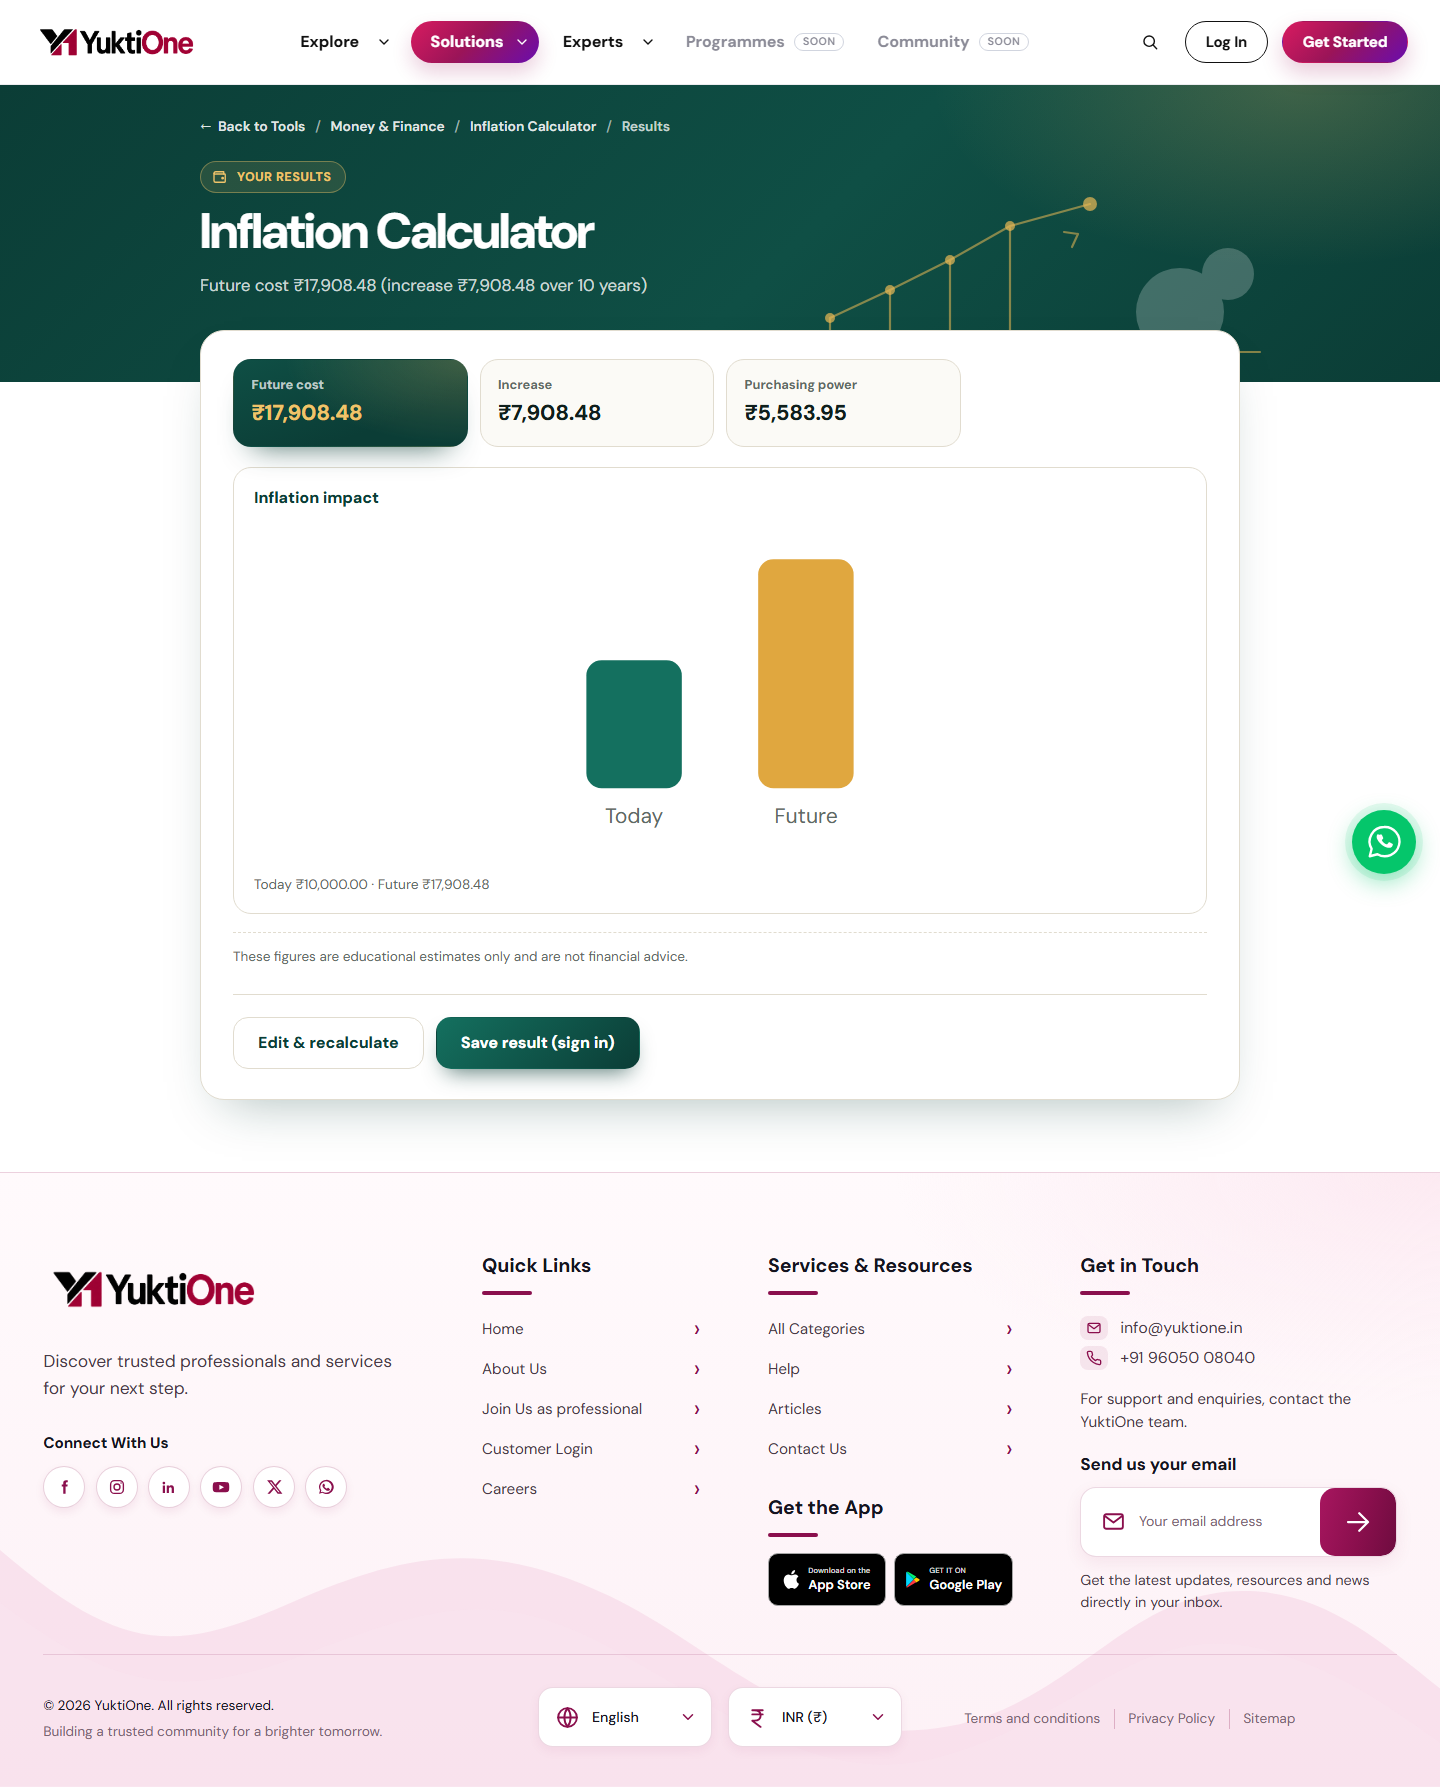 YuktiOne
Explore
Solutions
Experts
Programmes SOON
Community SOON
Log In
Get Started
← Back to Tools / Money & Finance / Inflation Calculator / Results
YOUR RESULTS
Inflation Calculator
Future cost ₹17,908.48 (increase ₹7,908.48 over 10 years)
Future cost
₹17,908.48
Increase
₹7,908.48
Purchasing power
₹5,583.95
Inflation impact
Today
Future
Today ₹10,000.00 · Future ₹17,908.48
These figures are educational estimates only and are not financial advice.
Edit & recalculate
Save result (sign in)
YuktiOne
Discover trusted professionals and services
for your next step.
Connect With Us
Quick Links
Home
About Us
Join Us as professional
Customer Login
Careers
Services & Resources
All Categories
Help
Articles
Contact Us
Get the App
Download on the
App Store
GET IT ON
Google Play
Get in Touch
info@yuktione.in
+91 96050 08040
For support and enquiries, contact the
YuktiOne team.
Send us your email
Your email address
Get the latest updates, resources and news
directly in your inbox.
© 2026 YuktiOne. All rights reserved.
Building a trusted community for a brighter tomorrow.
English
₹ INR (₹)
Terms and conditions
Privacy Policy
Sitemap